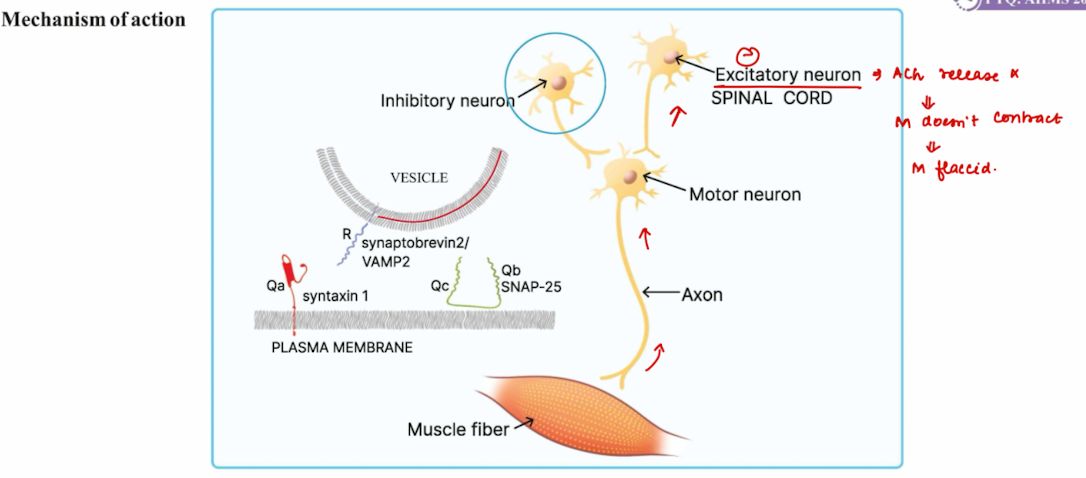 Mechanism of action
Inhibitory neuron
Excitatory neuron → ACh release x
SPINAL CORD
⇓
M doesn't contract
⇓
M flaccid.
VESICLE
Motor neuron
R
synaptobrevin2/
VAMP2
Qa
syntaxin 1
Qc
Qb
SNAP-25
Axon
PLASMA MEMBRANE
Muscle fiber